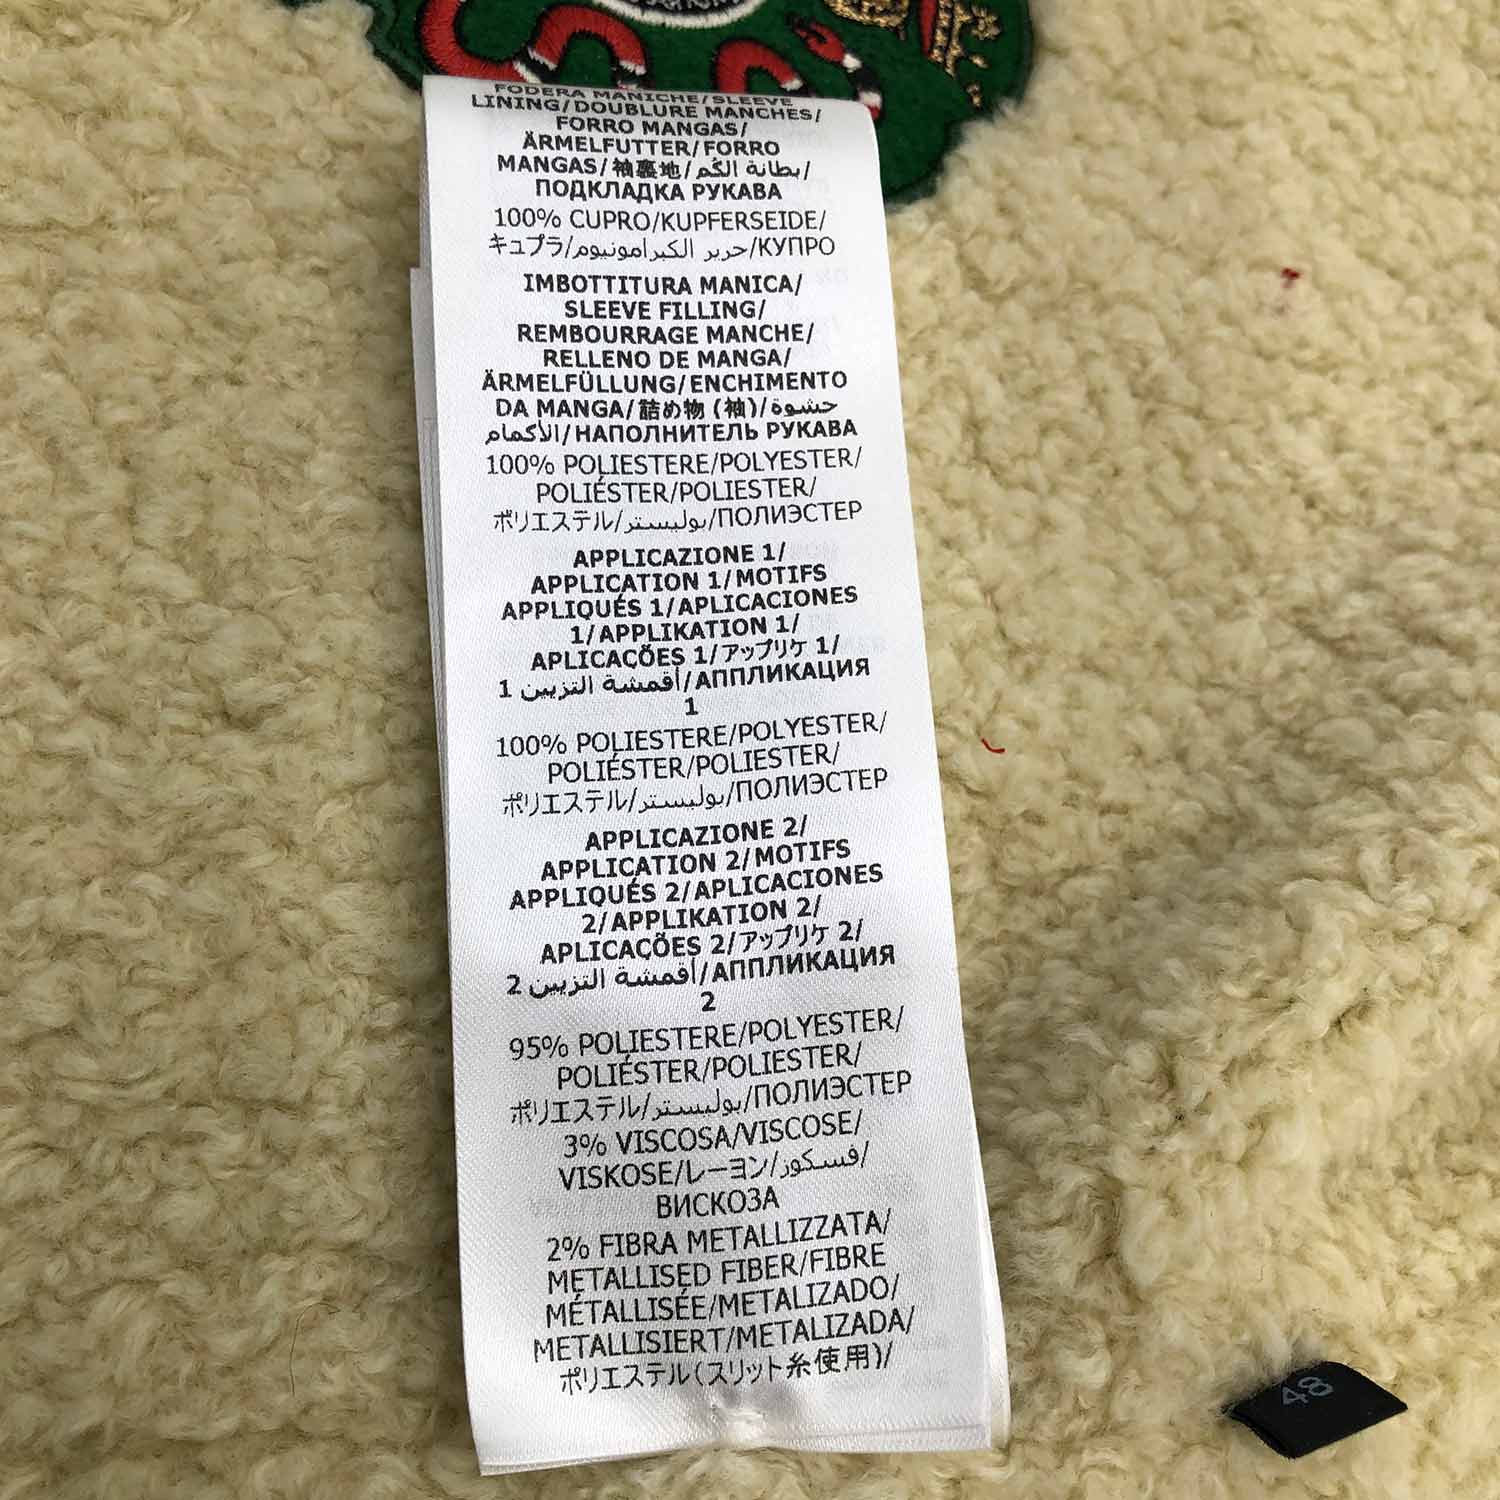 FODERA MANICHE/SLEEVE
LINING/DOUBLURE MANCHES/
FORRO MANGAS/
ÄRMELFUTTER/FORRO
MANGAS/袖裏地/بطانة الكُم/
ПОДКЛАДКА РУКАВА
100% CUPRO/KUPFERSEIDE/
キュプラ/حرير الكبرامونيوم/КУПРО
IMBOTTITURA MANICA/
SLEEVE FILLING/
REMBOURRAGE MANCHE/
RELLENO DE MANGA/
ÄRMELFÜLLUNG/ENCHIMENTO
DA MANGA/詰め物 (袖)/حشوة
الأكمام/НАПОЛНИТЕЛЬ РУКАВА
100% POLIESTERE/POLYESTER/
POLIÉSTER/POLIESTER/
ポリエステル/بوليستر/ПОЛИЭСТЕР
APPLICAZIONE 1/
APPLICATION 1/MOTIFS
APPLIQUÉS 1/APLICACIONES
1/APPLIKATION 1/
APLICAÇÕES 1/アップリケ 1/
أقمشة التزيين 1/АППЛИКАЦИЯ
1
100% POLIESTERE/POLYESTER/
POLIÉSTER/POLIESTER/
ポリエステル/بوليستر/ПОЛИЭСТЕР
APPLICAZIONE 2/
APPLICATION 2/MOTIFS
APPLIQUÉS 2/APLICACIONES
2/APPLIKATION 2/
APLICAÇÕES 2/アップリケ 2/
أقمشة التزيين 2/АППЛИКАЦИЯ
2
95% POLIESTERE/POLYESTER/
POLIÉSTER/POLIESTER/
ポリエステル/بوليستر/ПОЛИЭСТЕР
3% VISCOSA/VISCOSE/
VISKOSE/レーヨン/فسكوز/
ВИСКОЗА
2% FIBRA METALLIZZATA/
METALLISED FIBER/FIBRE
MÉTALLISÉE/METALIZADO/
METALLISIERT/METALIZADA/
ポリエステル(スリット糸使用)/
48